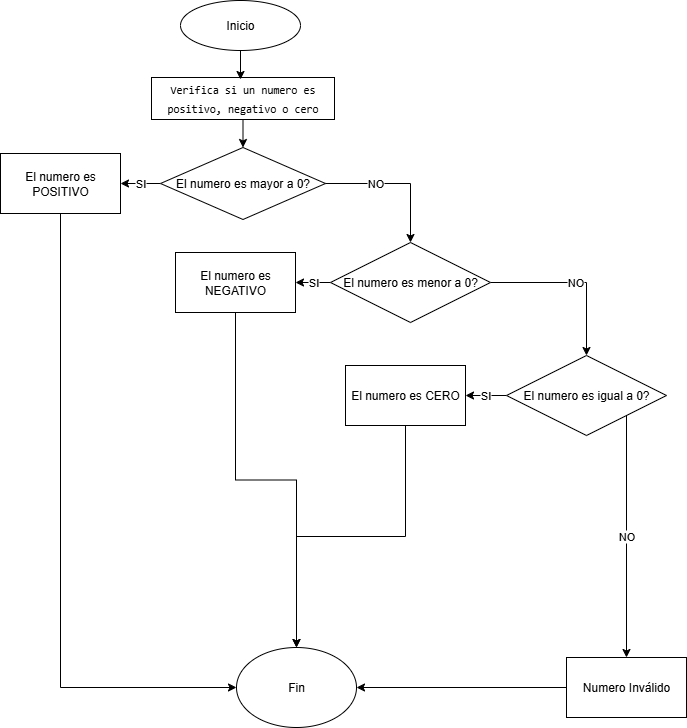 Inicio
Verifica si un numero es
positivo, negativo o cero
El numero es
POSITIVO
SI
El numero es mayor a 0?
NO
El numero es
NEGATIVO
SI
El numero es menor a 0?
NO
El numero es CERO
SI
El numero es igual a 0?
NO
Fin
Numero Inválido